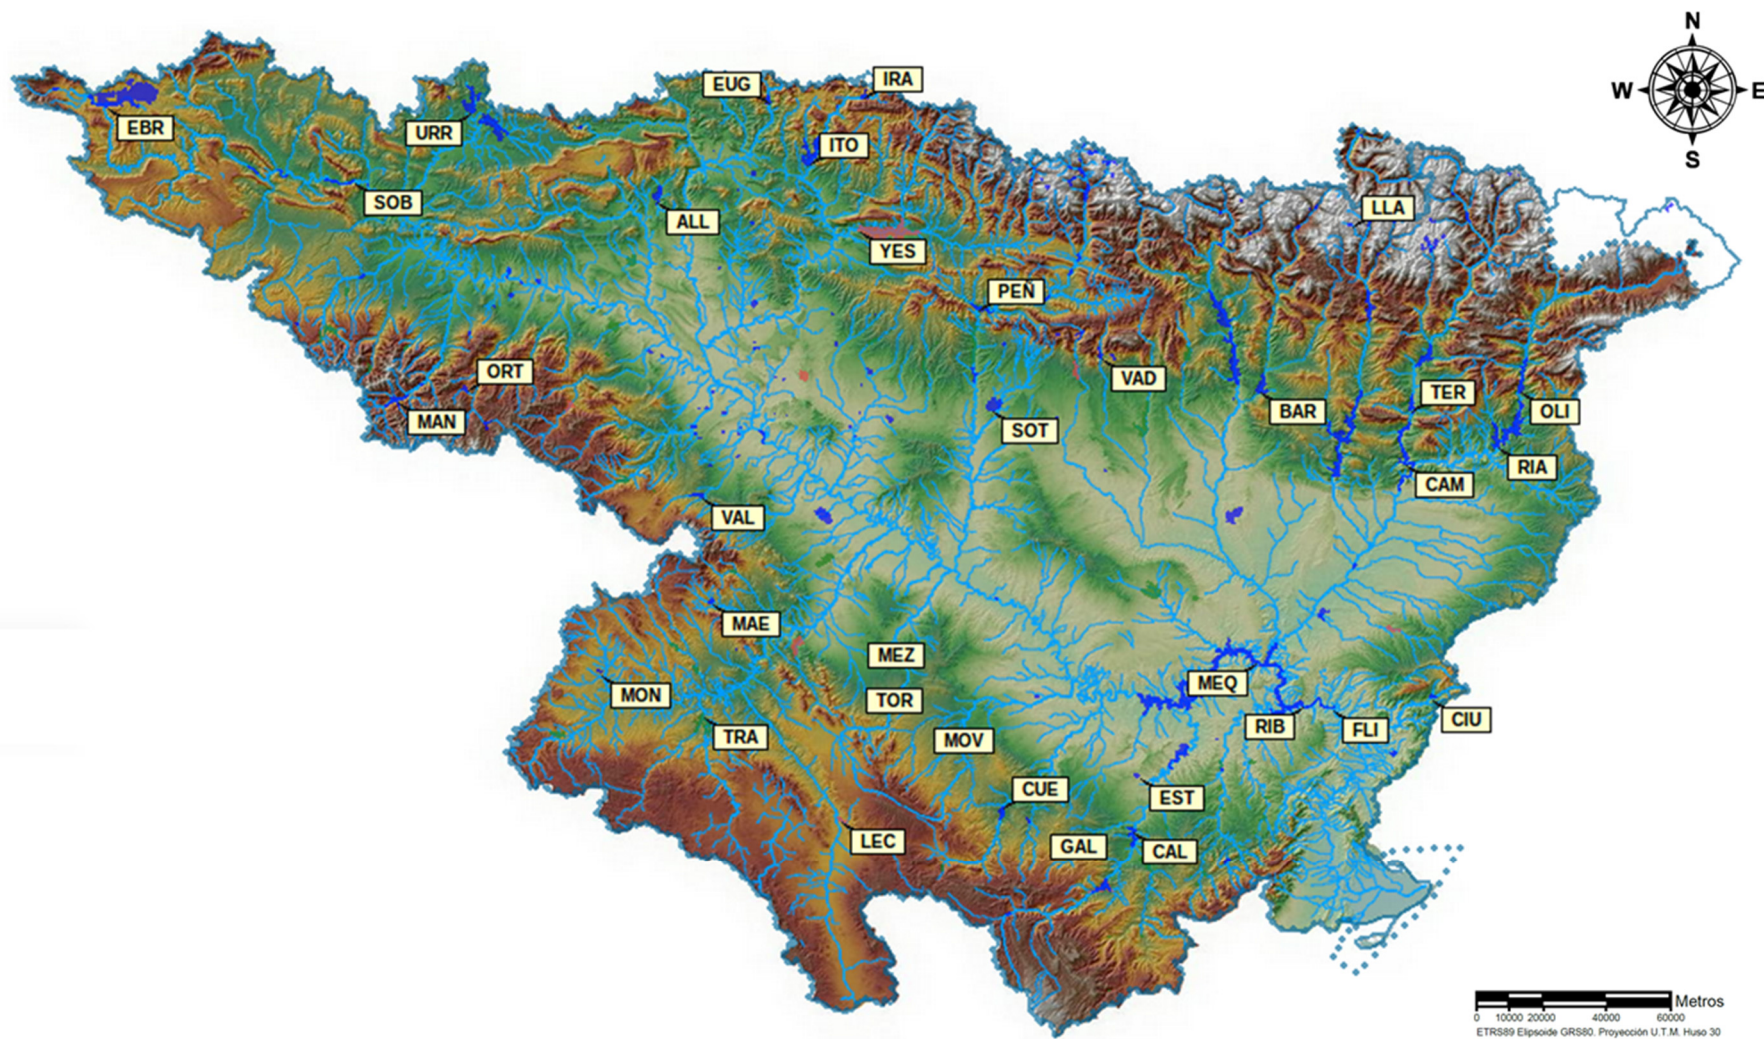 N
W
E
S
EUG
IRA
EBR
URR
ITO
SOB
LLA
ALL
YES
PEÑ
ORT
VAD
TER
MAN
BAR
OLI
SOT
RIA
CAM
VAL
MAE
MEZ
MON
TOR
MEQ
TRA
MOV
RIB
FLI
CIU
CUE
EST
LEC
GAL
CAL
Metros
0 10000 20000 40000 60000
ETRS89 Elipsoide GRS80. Proyección U.T.M. Huso 30